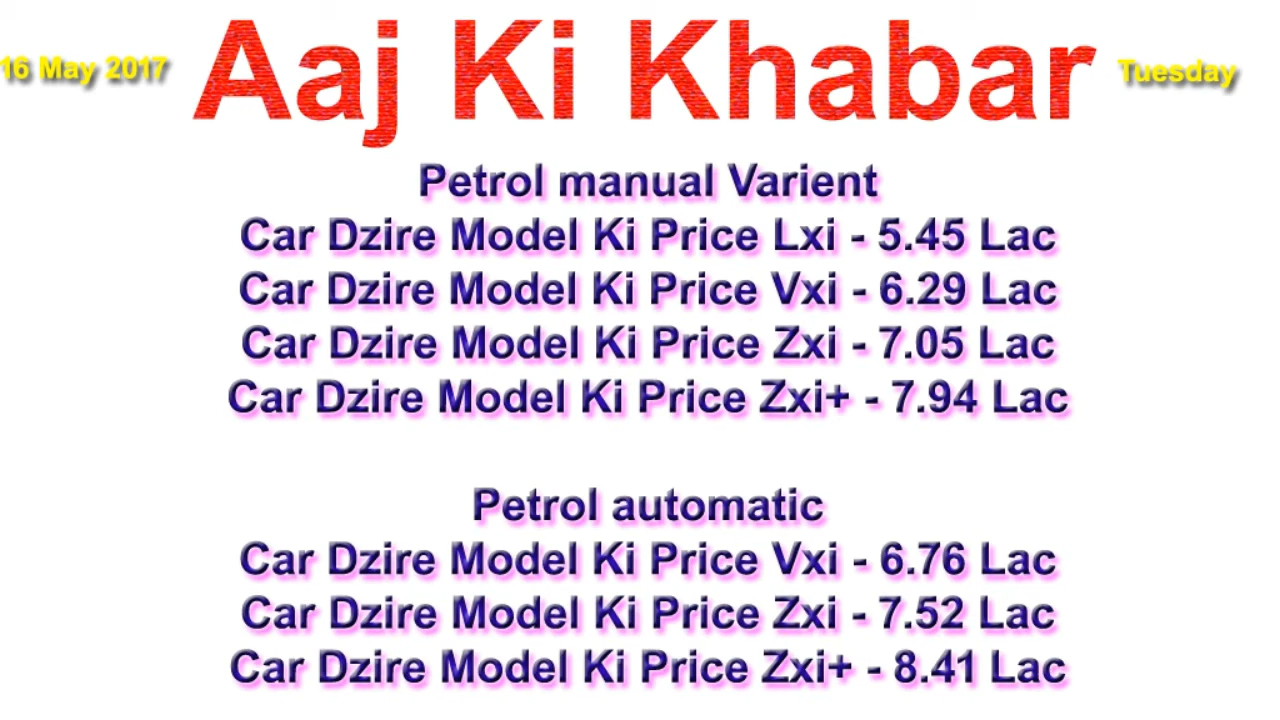 16 May 2017 Aaj Ki Khabar Tuesday
Petrol manual Varient
Car Dzire Model Ki Price Lxi - 5.45 Lac
Car Dzire Model Ki Price Vxi - 6.29 Lac
Car Dzire Model Ki Price Zxi - 7.05 Lac
Car Dzire Model Ki Price Zxi+ - 7.94 Lac
Petrol automatic
Car Dzire Model Ki Price Vxi - 6.76 Lac
Car Dzire Model Ki Price Zxi - 7.52 Lac
Car Dzire Model Ki Price Zxi+ - 8.41 Lac